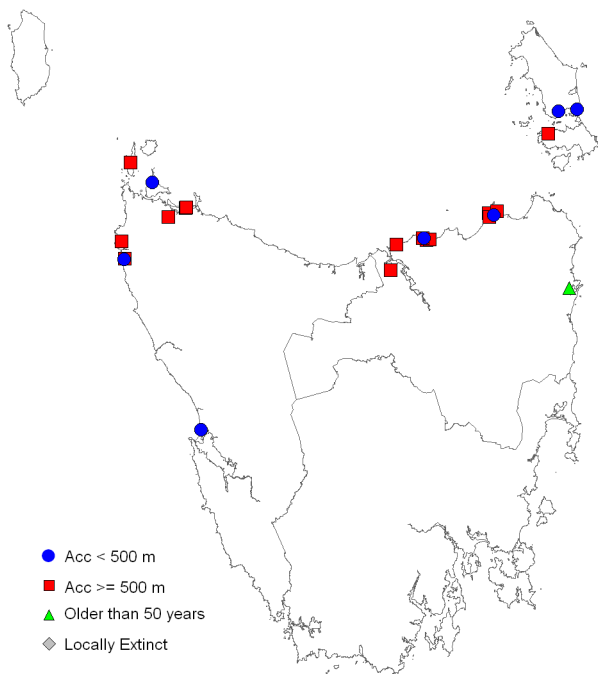 Acc < 500 m
Acc >= 500 m
Older than 50 years
Locally Extinct